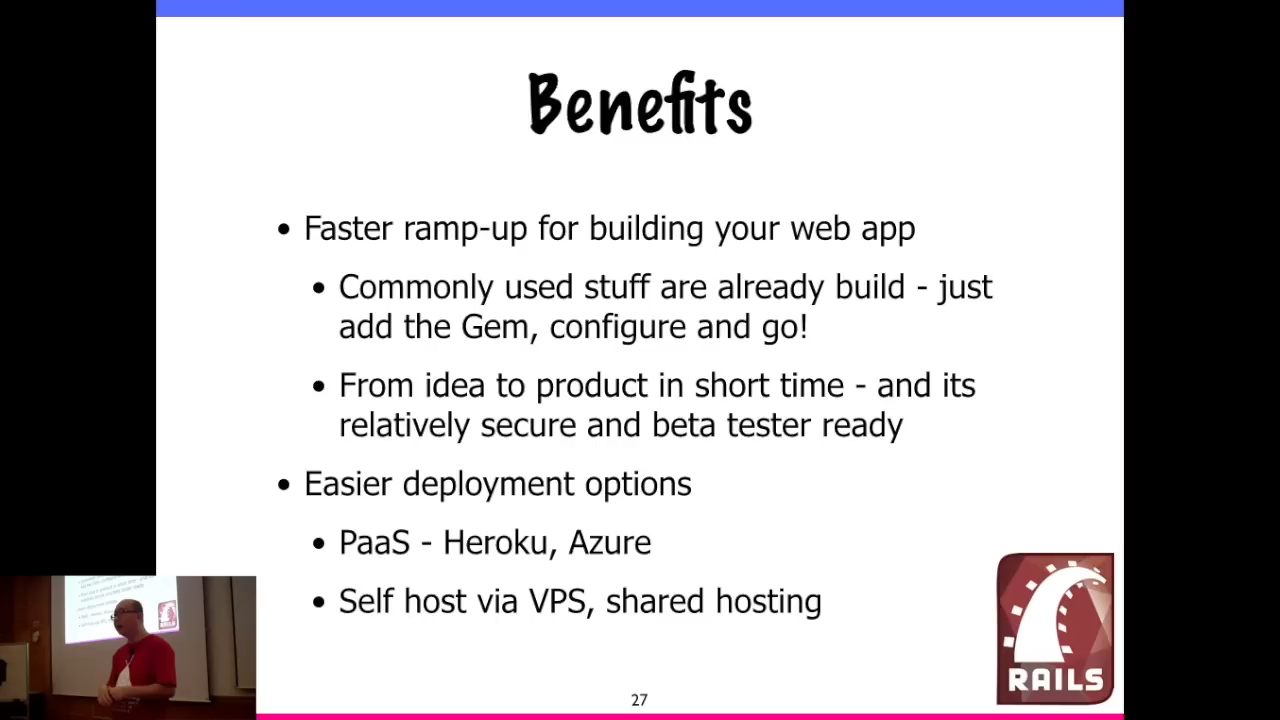 Benefits
• Faster ramp-up for building your web app
• Commonly used stuff are already build - just
add the Gem, configure and go!
• From idea to product in short time - and its
relatively secure and beta tester ready
• Easier deployment options
• PaaS - Heroku, Azure
• Self host via VPS, shared hosting
RAILS
27